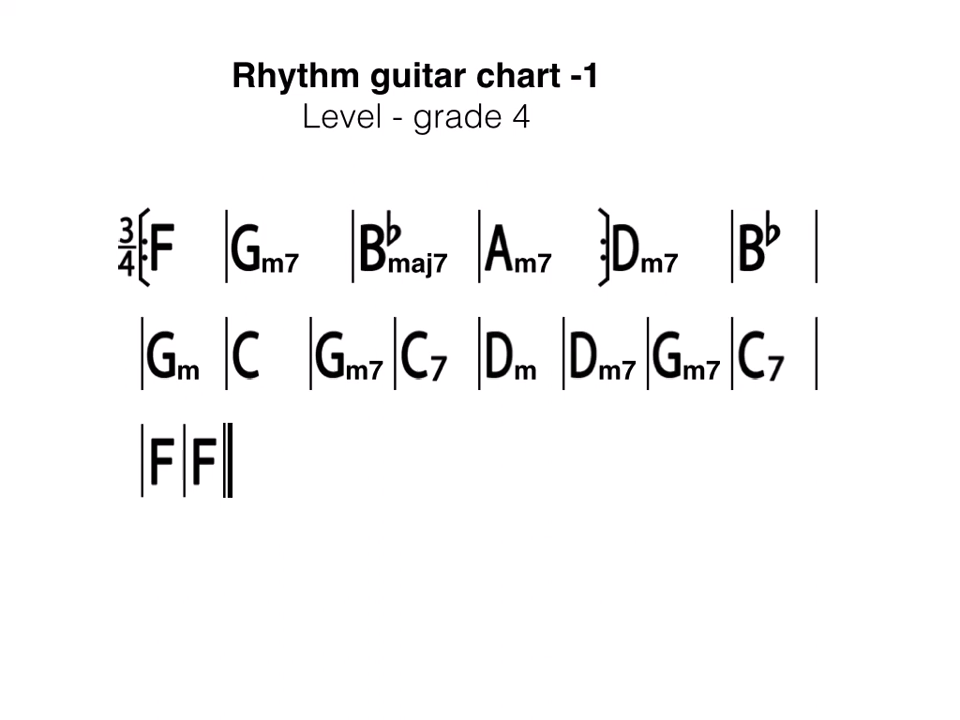 Rhythm guitar chart -1
Level - grade 4
3/4 F Gm7 B♭maj7 Am7 Dm7 B♭
Gm C Gm7 C7 Dm Dm7 Gm7 C7
F F